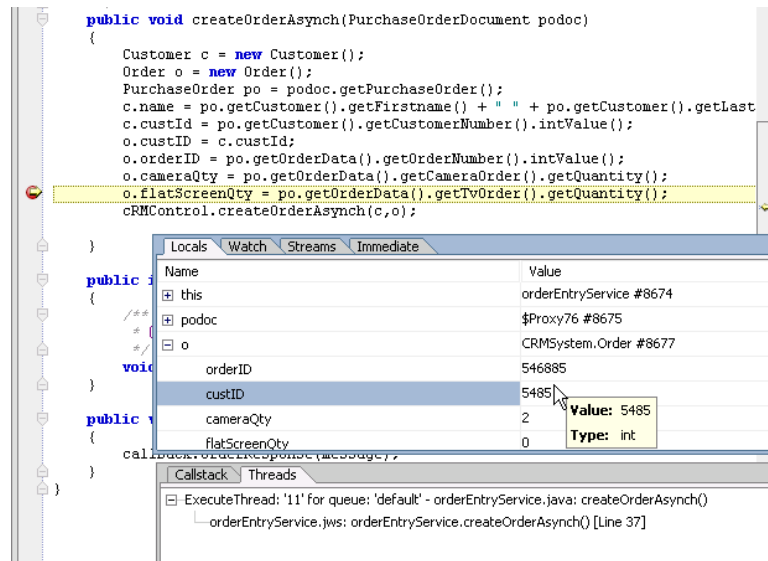 public void createOrderAsynch(PurchaseOrderDocument podoc)
{
Customer c = new Customer();
Order o = new Order();
PurchaseOrder po = podoc.getPurchaseOrder();
c.name = po.getCustomer().getFirstname() + " " + po.getCustomer().getLast
c.custId = po.getCustomer().getCustomerNumber().intValue();
o.custID = c.custId;
o.orderID = po.getOrderData().getOrderNumber().intValue();
o.cameraQty = po.getOrderData().getCameraOrder().getQuantity();
o.flatScreenQty = po.getOrderData().getTvOrder().getQuantity();
cRMControl.createOrderAsynch(c,o);
}
Locals Watch Streams Immediate
Name Value
public i
this orderEntryService #8674
{
/**
podoc $Proxy76 #8675
*
o CRMSystem.Order #8677
*/
void
orderID 546885
}
custID 5485
Value: 5485
Type: int
public v
cameraQty 2
{
flatScreenQty 0
callback.orderResponse(message);
}
Callstack Threads
}
ExecuteThread: '11' for queue: 'default' - orderEntryService.java: createOrderAsynch()
orderEntryService.jws: orderEntryService.createOrderAsynch() [Line 37]